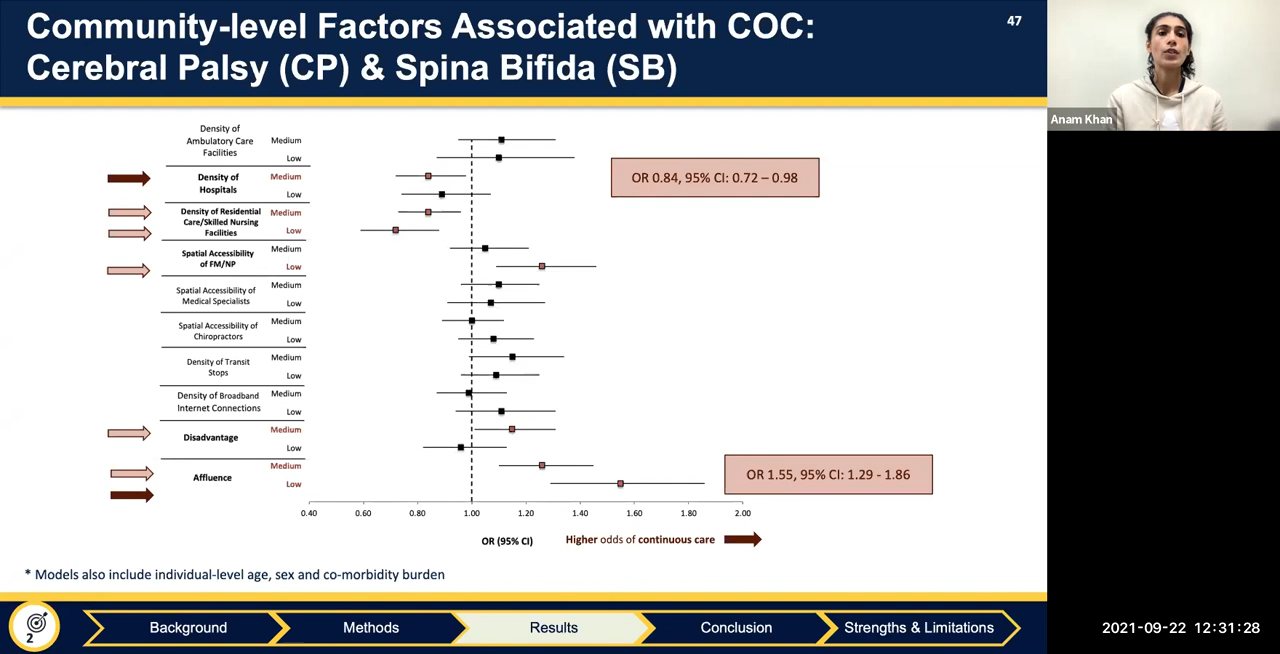 Community-level Factors Associated with COC:
Cerebral Palsy (CP) & Spina Bifida (SB)
47
Anam Khan
Density of
Ambulatory Care
Facilities
Medium
Low
Density of
Hospitals
Medium
Low
Density of Residential
Care/Skilled Nursing
Facilities
Medium
Low
Spatial Accessibility
of FM/NP
Medium
Low
Spatial Accessibility of
Medical Specialists
Medium
Low
Spatial Accessibility of
Chiropractors
Medium
Low
Density of Transit
Stops
Medium
Low
Density of Broadband
Internet Connections
Medium
Low
Disadvantage
Medium
Low
Affluence
Medium
Low
OR 0.84, 95% CI: 0.72 – 0.98
OR 1.55, 95% CI: 1.29 - 1.86
0.40 0.60 0.80 1.00 1.20 1.40 1.60 1.80 2.00
OR (95% CI)
Higher odds of continuous care
* Models also include individual-level age, sex and co-morbidity burden
2
Background
Methods
Results
Conclusion
Strengths & Limitations
2021-09-22 12:31:28